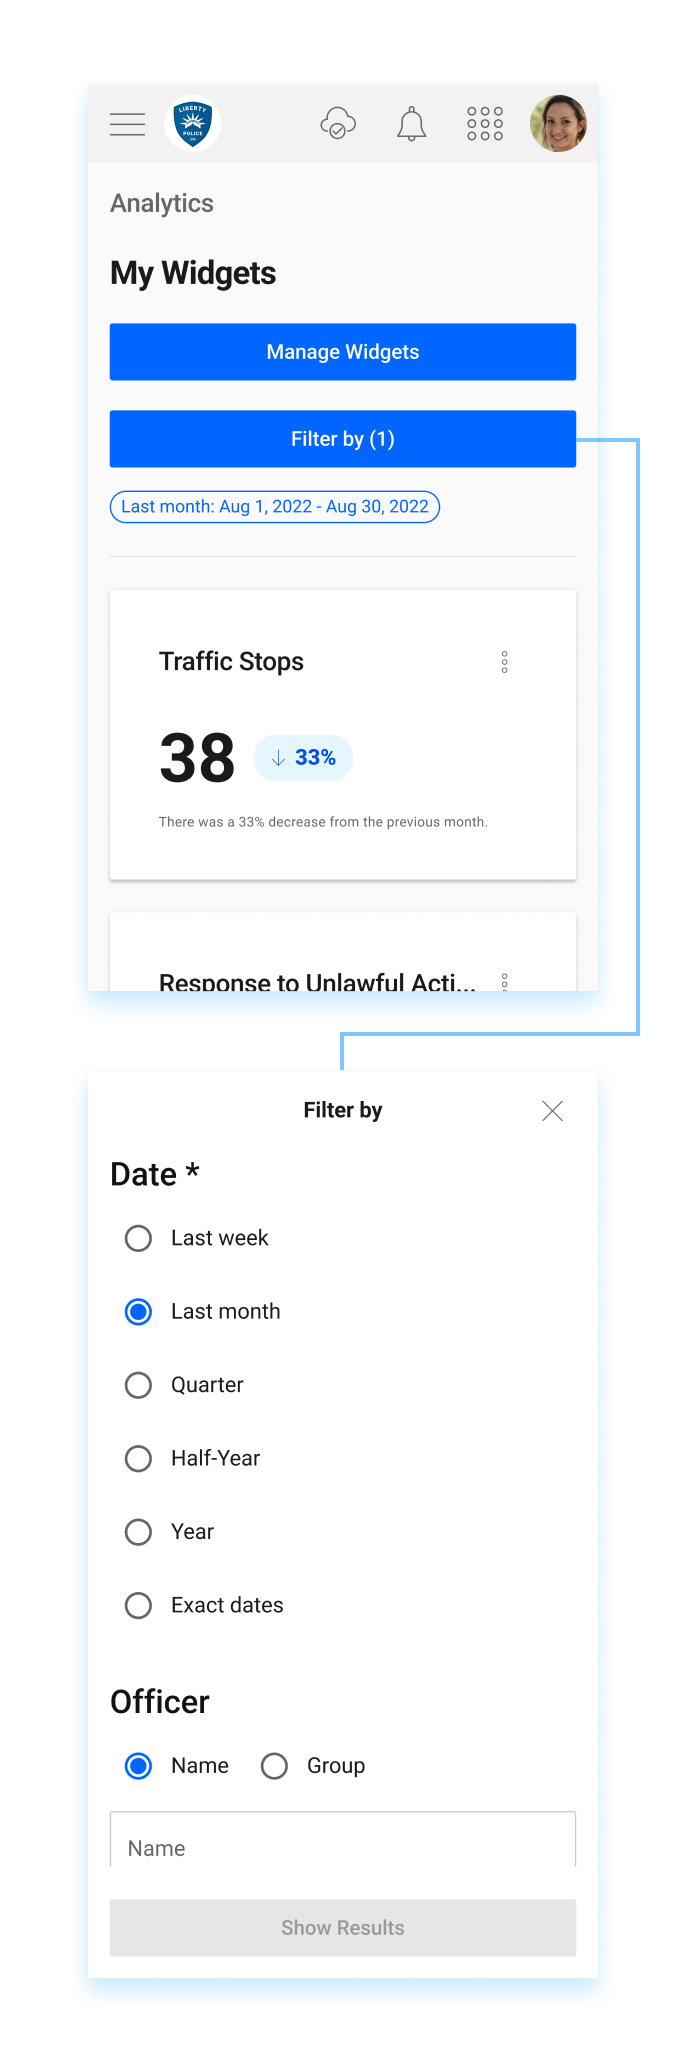 LIBERTY
POLICE
CO
Analytics
My Widgets
Manage Widgets
Filter by (1)
Last month: Aug 1, 2022 - Aug 30, 2022
Traffic Stops
38
33%
There was a 33% decrease from the previous month.
Response to Unlawful Acti...
Filter by
Date *
Last week
Last month
Quarter
Half-Year
Year
Exact dates
Officer
Name Group
Name
Show Results